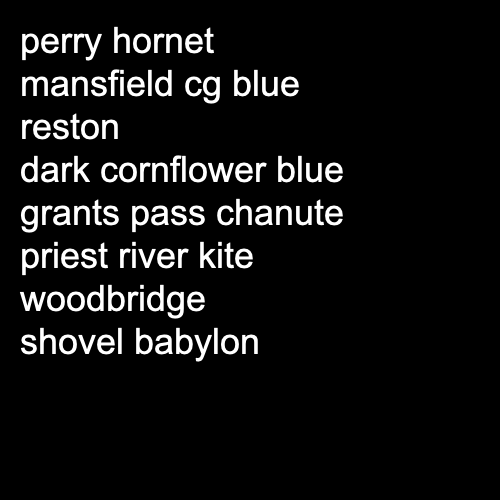 perry hornet
mansfield cg blue
reston
dark cornflower blue
grants pass chanute
priest river kite
woodbridge
shovel babylon